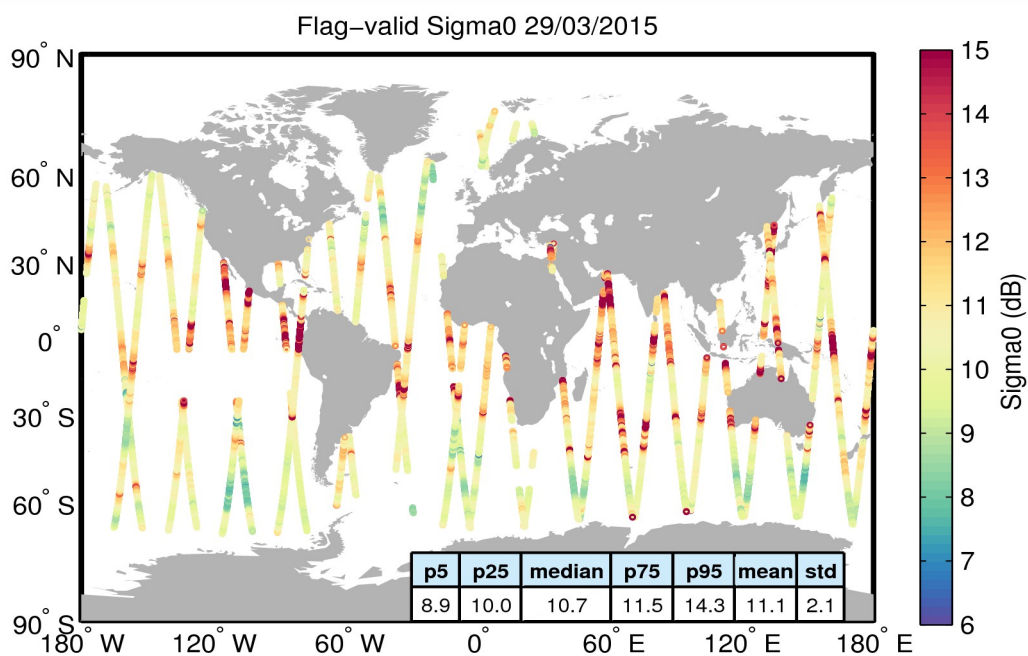 Flag−valid Sigma0 29/03/2015
90° N
60° N
30° N
0°
30° S
60° S
90° S
180° W
120° W
60° W
0°
60° E
120° E
180° E
15
14
13
12
11
10
9
8
7
6
Sigma0 (dB)
p5 p25 median p75 p95 mean std
8.9 10.0 10.7 11.5 14.3 11.1 2.1